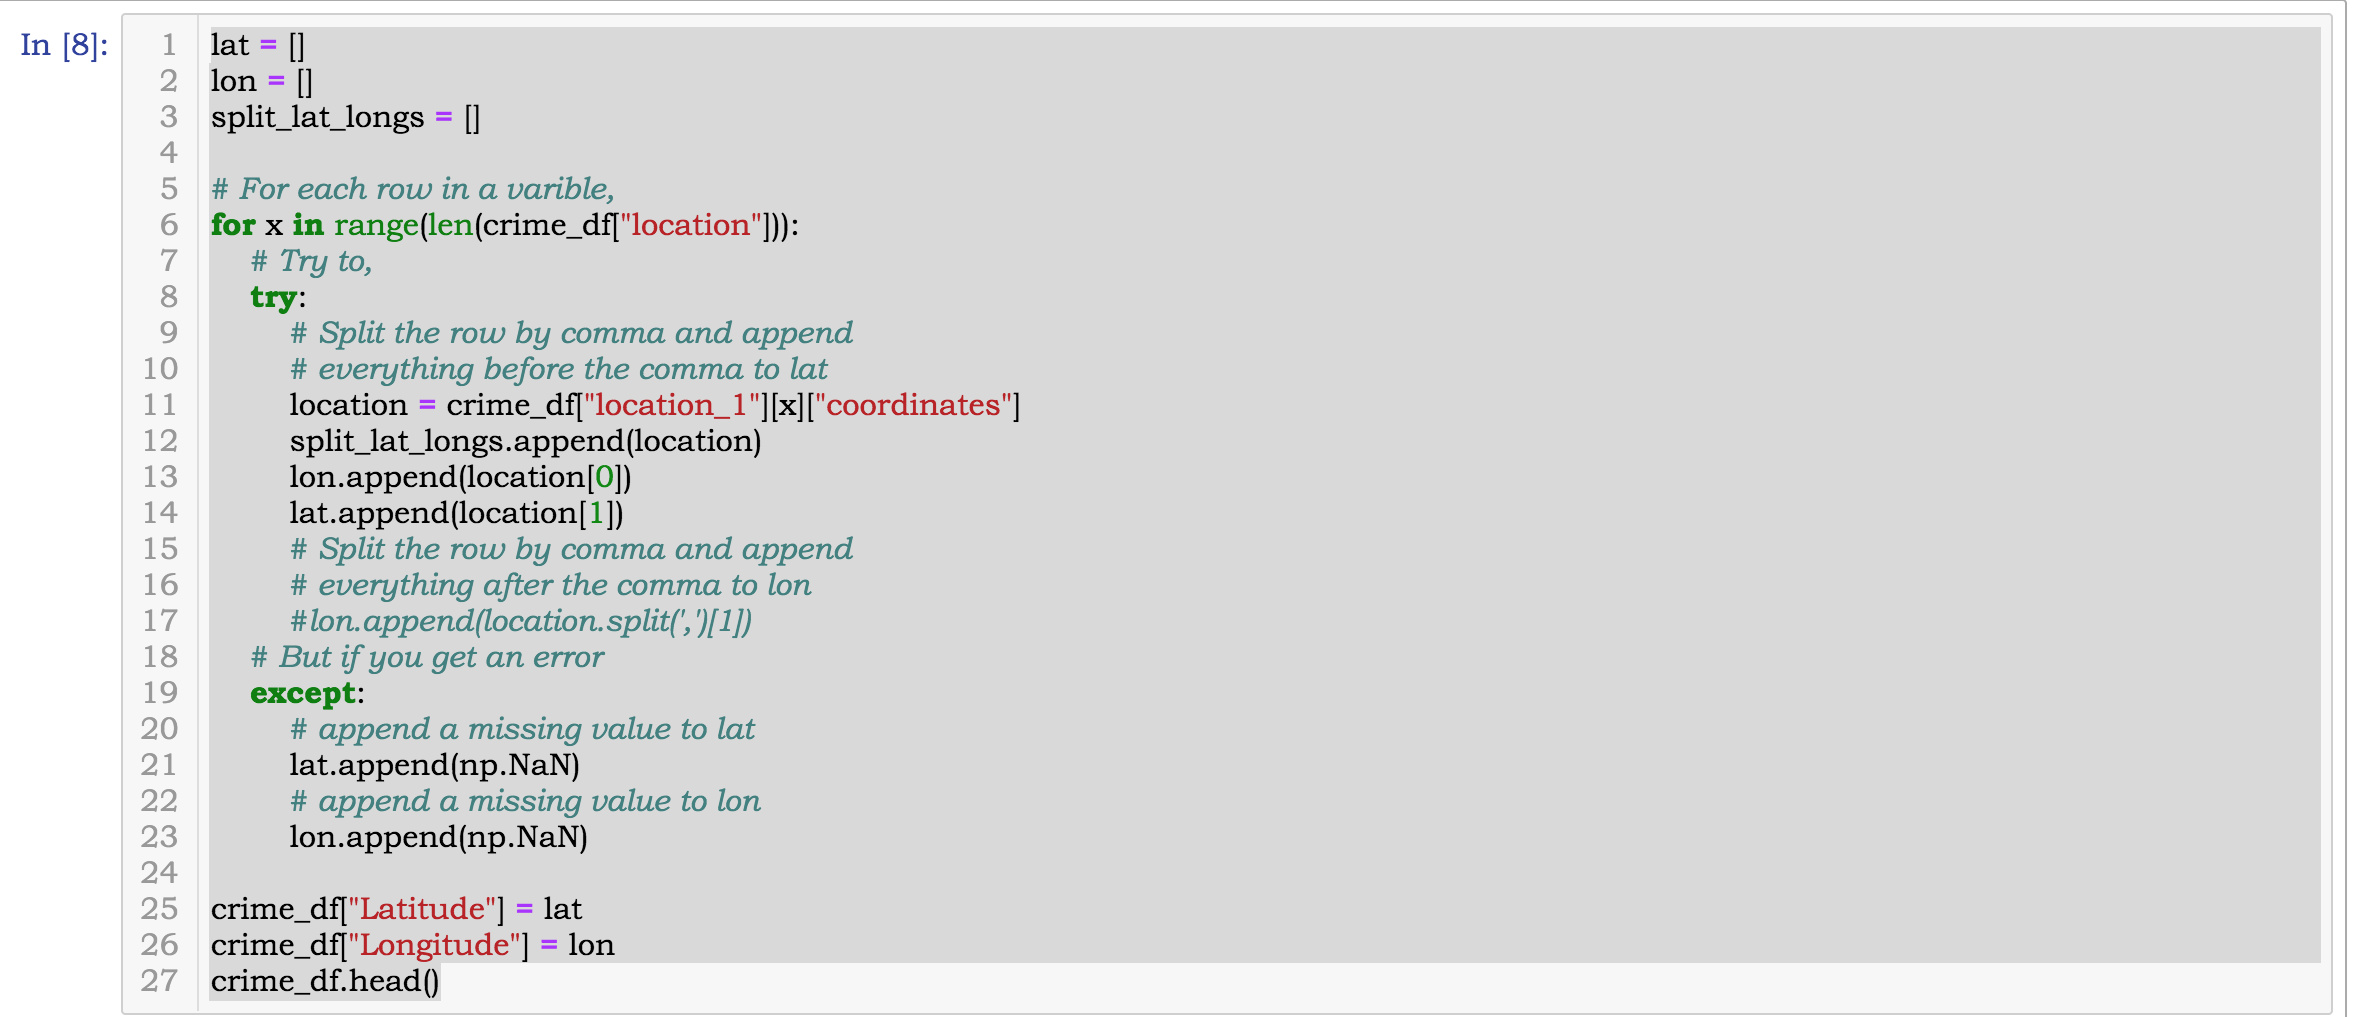 In [8]:
1 lat = []
2 lon = []
3 split_lat_longs = []
4
5 # For each row in a varible,
6 for x in range(len(crime_df["location"])):
7     # Try to,
8     try:
9         # Split the row by comma and append
10         # everything before the comma to lat
11         location = crime_df["location_1"][x]["coordinates"]
12         split_lat_longs.append(location)
13         lon.append(location[0])
14         lat.append(location[1])
15         # Split the row by comma and append
16         # everything after the comma to lon
17         #lon.append(location.split(',')[1])
18     # But if you get an error
19     except:
20         # append a missing value to lat
21         lat.append(np.NaN)
22         # append a missing value to lon
23         lon.append(np.NaN)
24
25 crime_df["Latitude"] = lat
26 crime_df["Longitude"] = lon
27 crime_df.head()